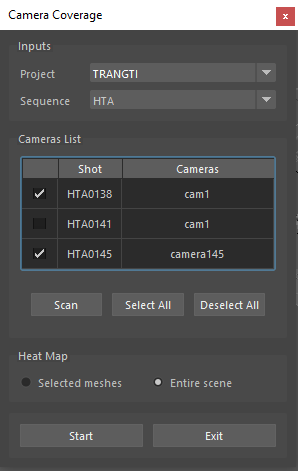 Camera Coverage
x
Inputs
Project TRANGTI
Sequence HTA
Cameras List
Shot Cameras
HTA0138 cam1
HTA0141 cam1
HTA0145 camera145
Scan Select All Deselect All
Heat Map
Selected meshes Entire scene
Start Exit